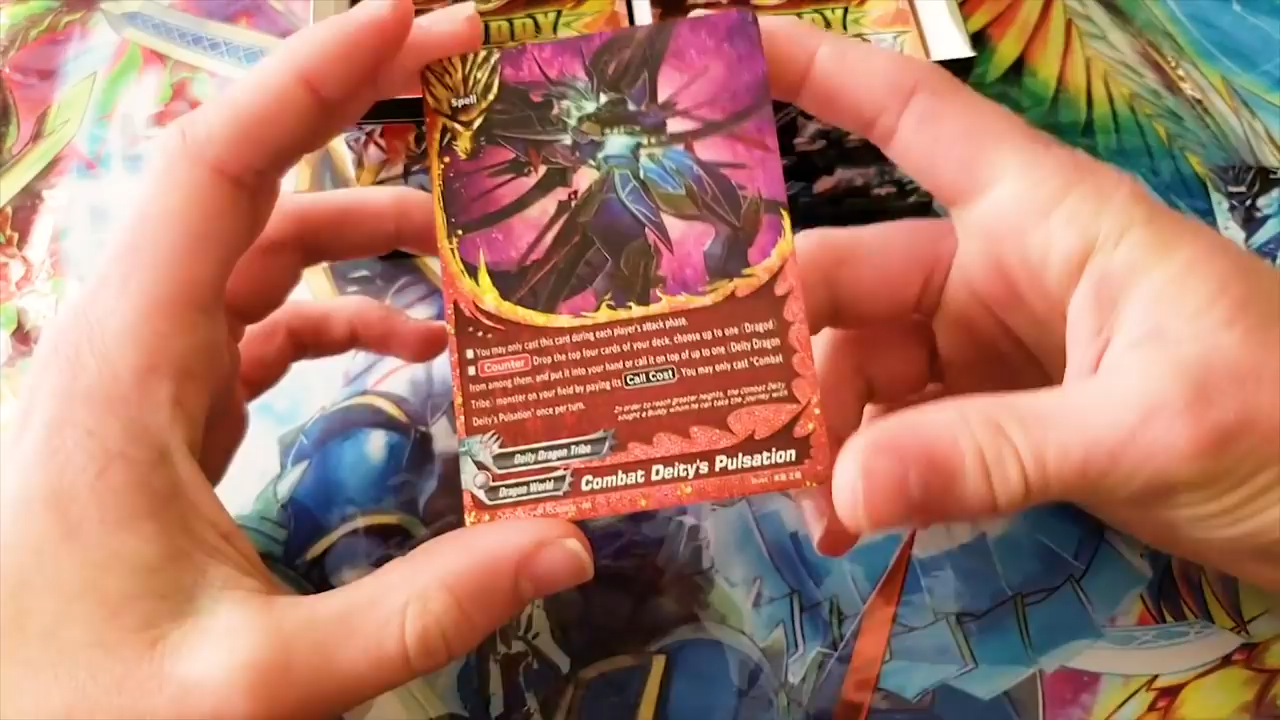 DDY
DDY
Spell
■ You may only cast this card during each player's attack phase.
■ Counter Drop the top four cards of your deck, choose up to one《Dragod》
from among them, and put it into your hand or call it on top of up to one《Deity Dragon
Tribe》monster on your field by paying its Call Cost. You may only cast "Combat
Deity's Pulsation" once per turn.
In order to reach greater heights, the Combat Deity
sought a Buddy whom he can take the journey with
Deity Dragon Tribe
Dragon World
Combat Deity's Pulsation